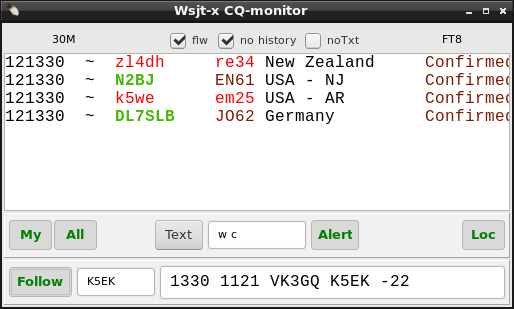 Wsjt-x CQ-monitor
30M flw no history noTxt FT8
121330 ~ zl4dh re34 New Zealand Confirmed
121330 ~ N2BJ EN61 USA - NJ Confirmed
121330 ~ k5we em25 USA - AR Confirmed
121330 ~ DL7SLB JO62 Germany Confirmed
My All Text w c Alert Loc
Follow K5EK 1330 1121 VK3GQ K5EK -22